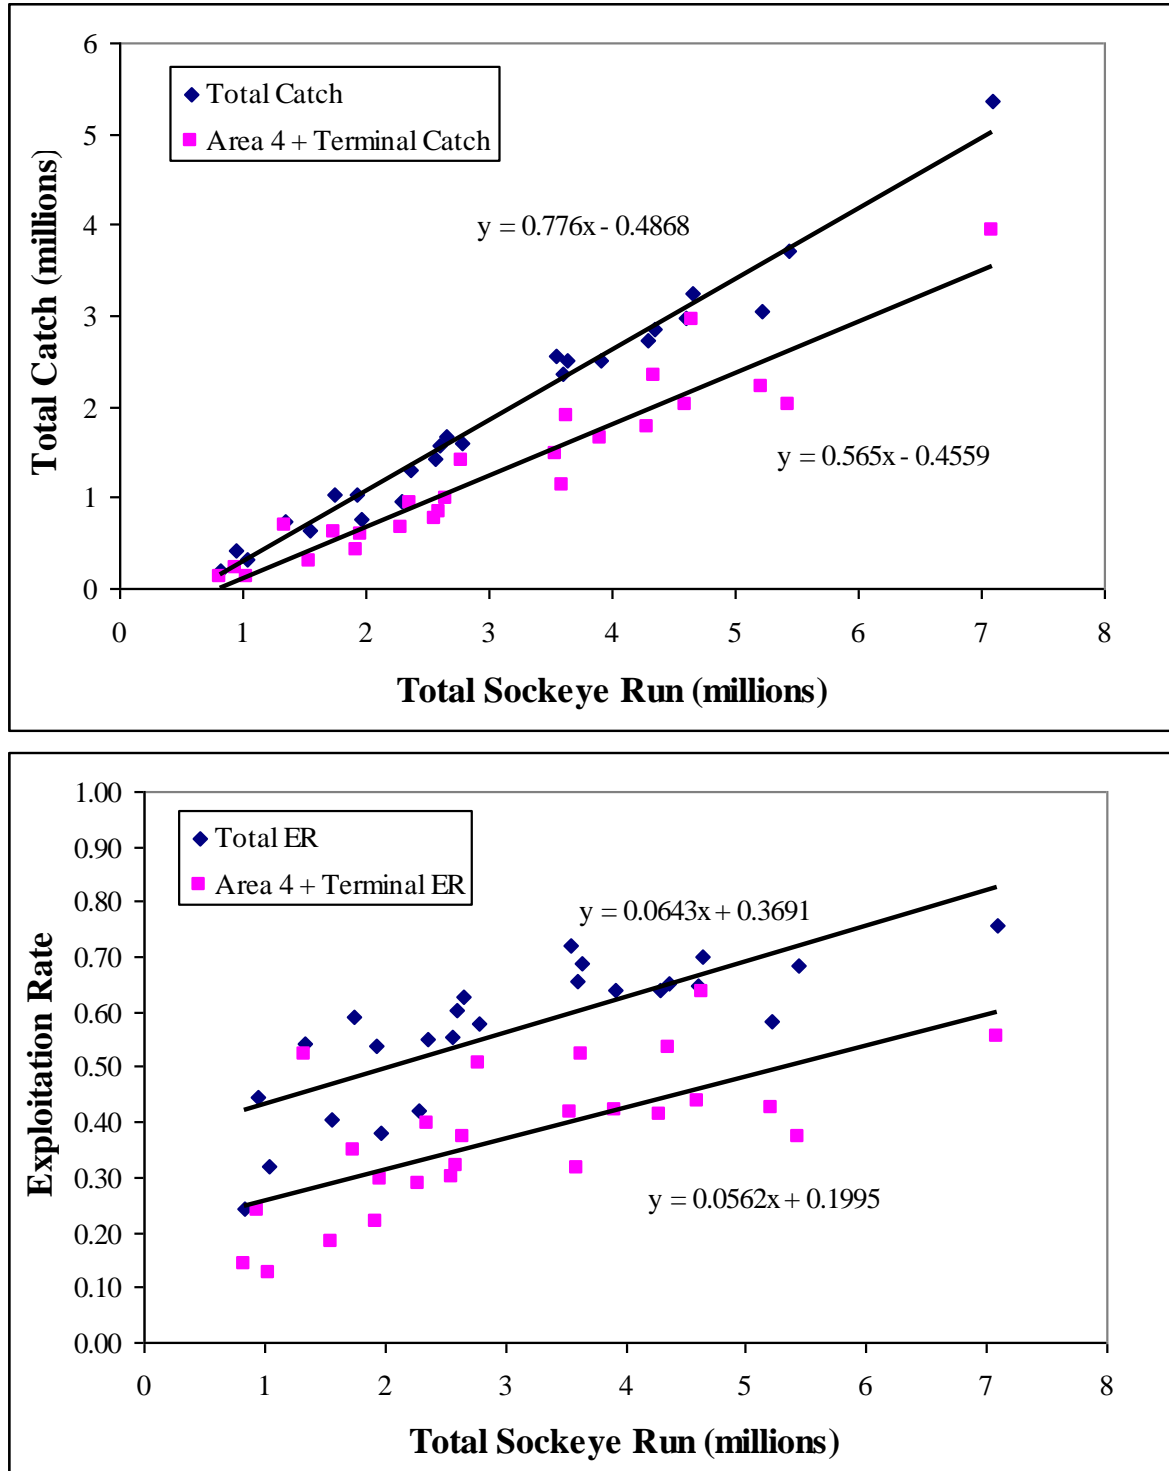 6
5
4
3
2
1
0
Total Catch (millions)
Total Catch
Area 4 + Terminal Catch
y = 0.776x - 0.4868
y = 0.565x - 0.4559
0 1 2 3 4 5 6 7 8
Total Sockeye Run (millions)
1.00
0.90
0.80
0.70
0.60
0.50
0.40
0.30
0.20
0.10
0.00
Exploitation Rate
Total ER
Area 4 + Terminal ER
y = 0.0643x + 0.3691
y = 0.0562x + 0.1995
0 1 2 3 4 5 6 7 8
Total Sockeye Run (millions)